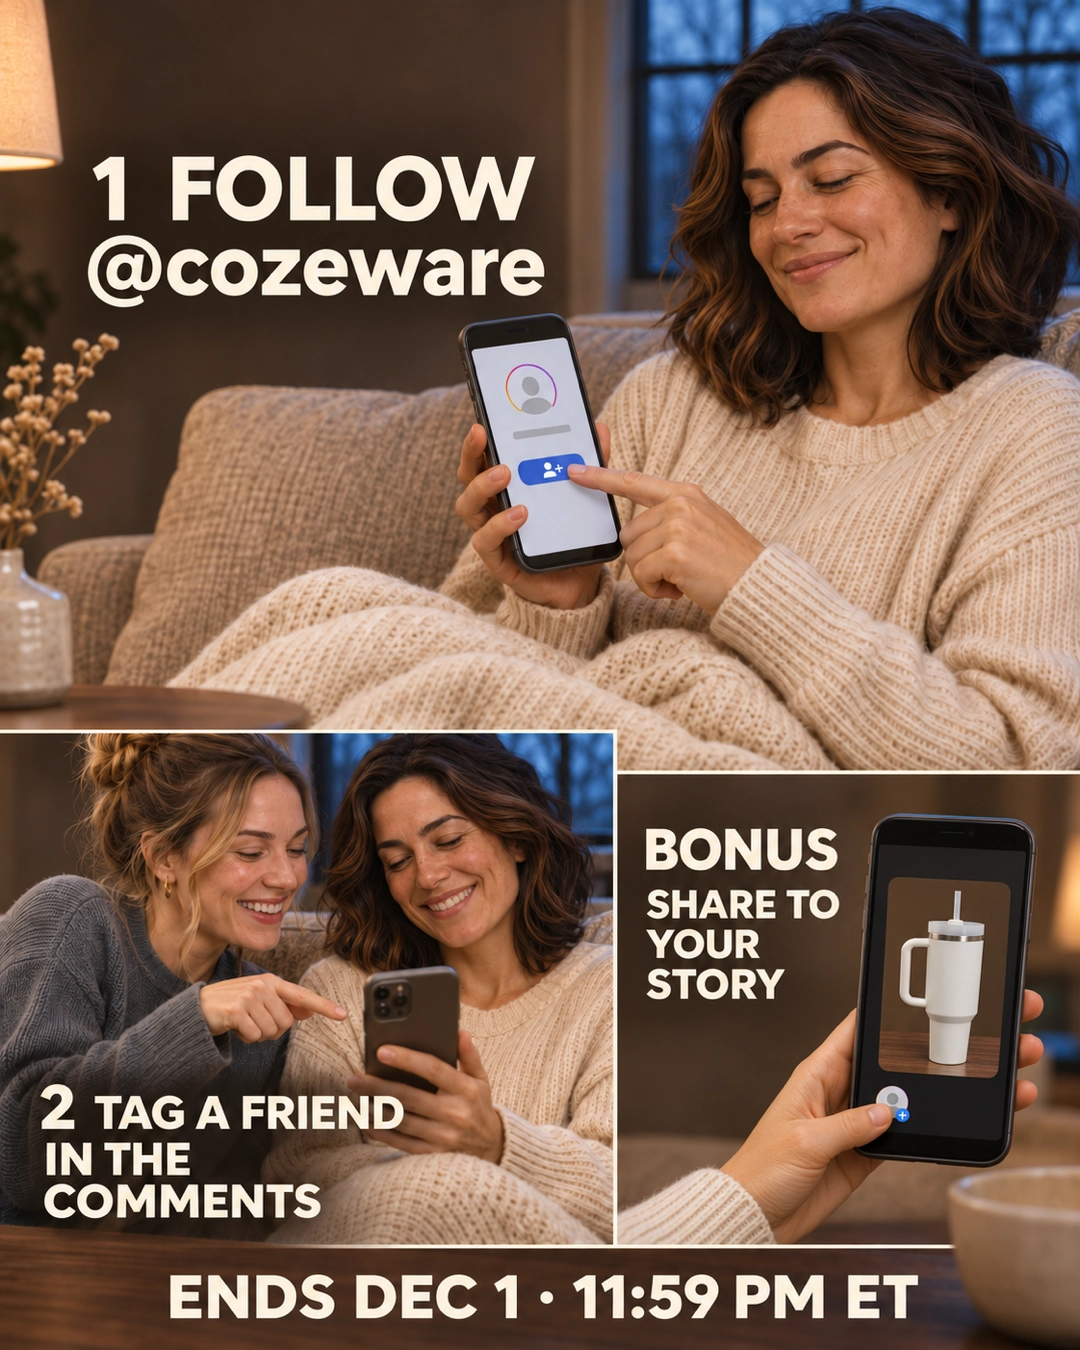 1 FOLLOW
@cozeware
2 TAG A FRIEND
IN THE
COMMENTS
BONUS
SHARE TO
YOUR
STORY
ENDS DEC 1 • 11:59 PM ET